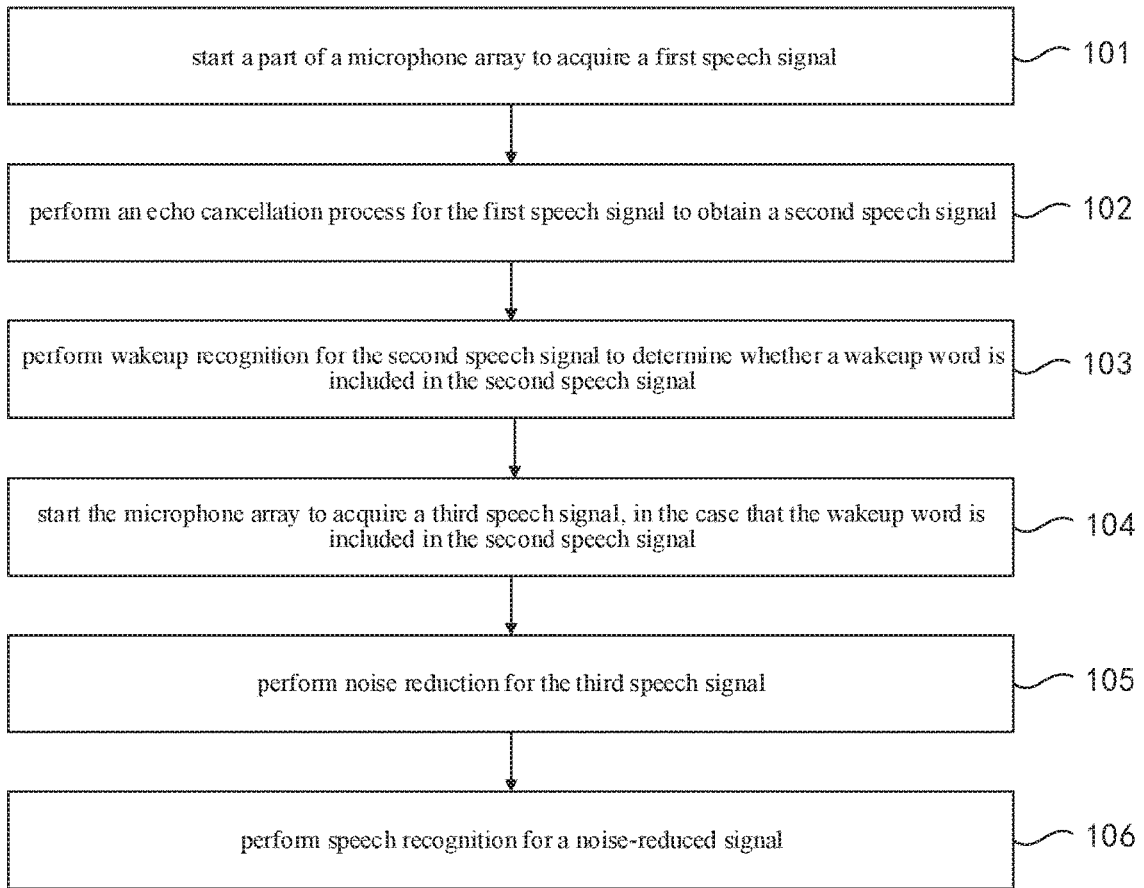 start a part of a microphone array to acquire a first speech signal
101
perform an echo cancellation process for the first speech signal to obtain a second speech signal
102
perform wakeup recognition for the second speech signal to determine whether a wakeup word is
included in the second speech signal
103
start the microphone array to acquire a third speech signal, in the case that the wakeup word is
included in the second speech signal
104
perform noise reduction for the third speech signal
105
perform speech recognition for a noise-reduced signal
106